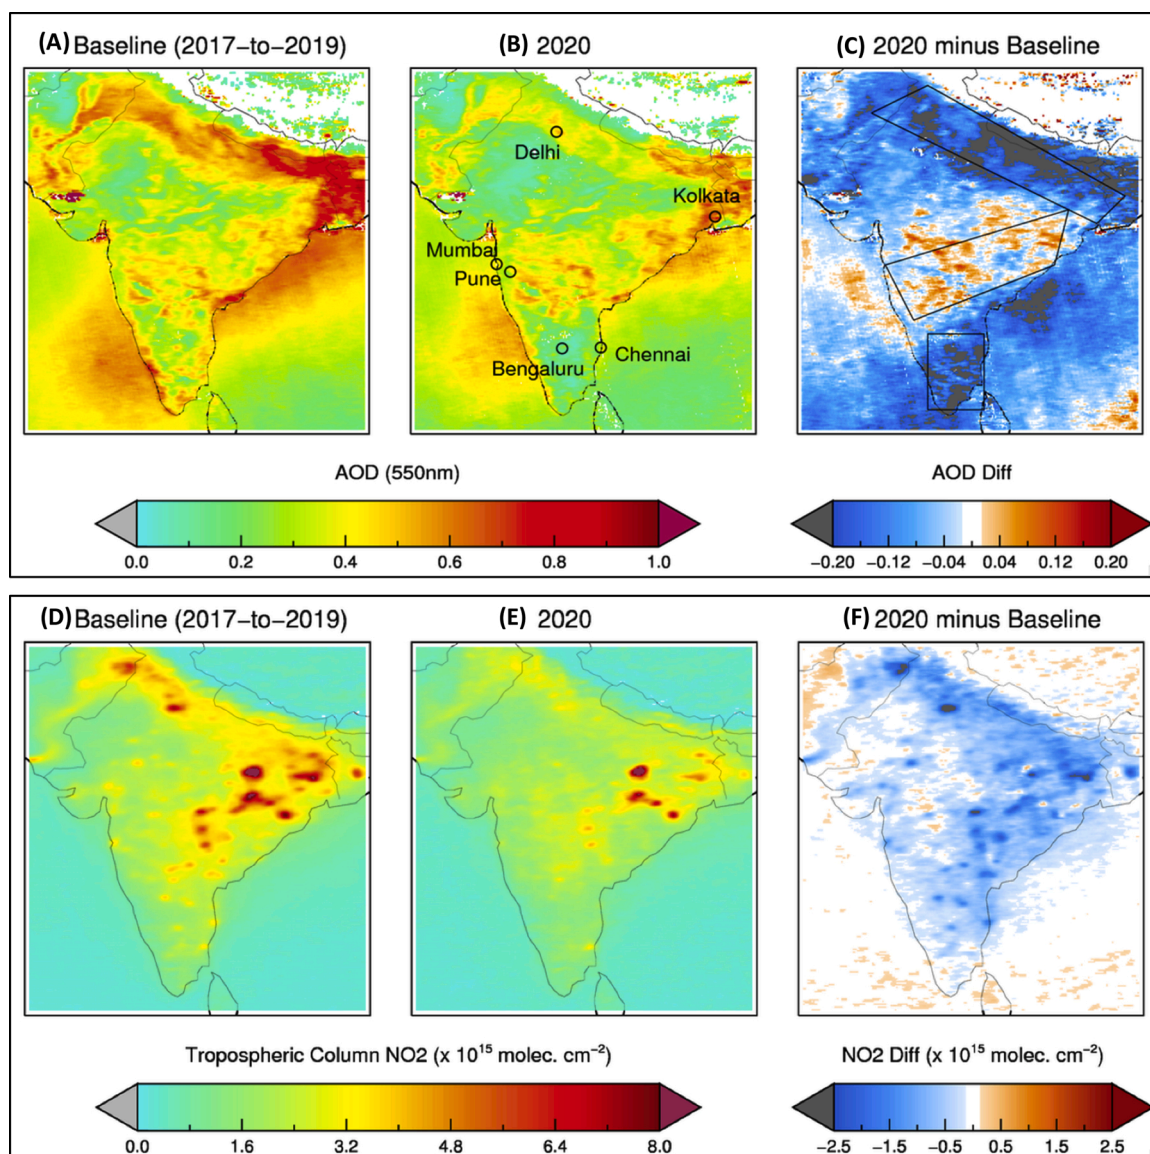 (A) Baseline (2017−to−2019)
(B) 2020
(C) 2020 minus Baseline
Delhi
Kolkata
Mumbai
Pune
Bengaluru
Chennai
AOD (550nm)
0.0 0.2 0.4 0.6 0.8 1.0
AOD Diff
−0.20 −0.12 −0.04 0.04 0.12 0.20
(D) Baseline (2017−to−2019)
(E) 2020
(F) 2020 minus Baseline
Tropospheric Column NO2 (x 10¹⁵ molec. cm⁻²)
0.0 1.6 3.2 4.8 6.4 8.0
NO2 Diff (x 10¹⁵ molec. cm⁻²)
−2.5 −1.5 −0.5 0.5 1.5 2.5